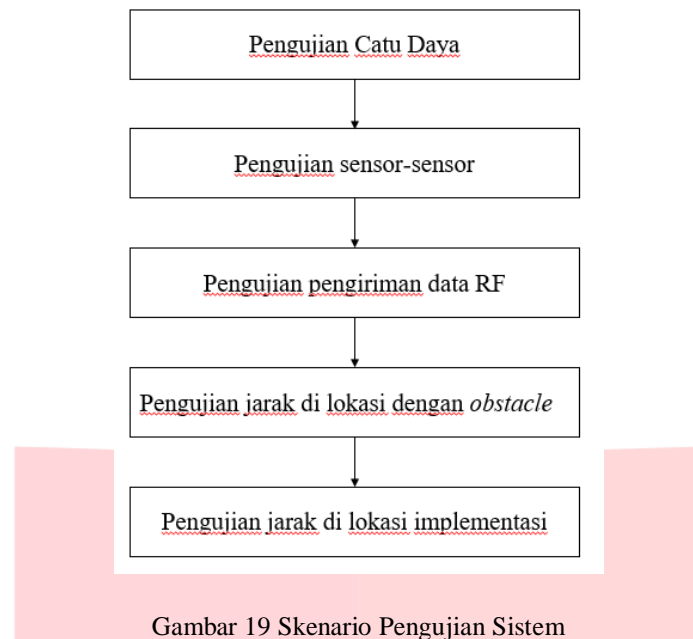 Pengujian Catu Daya
Pengujian sensor-sensor
Pengujian pengiriman data RF
Pengujian jarak di lokasi dengan obstacle
Pengujian jarak di lokasi implementasi
Gambar 19 Skenario Pengujian Sistem